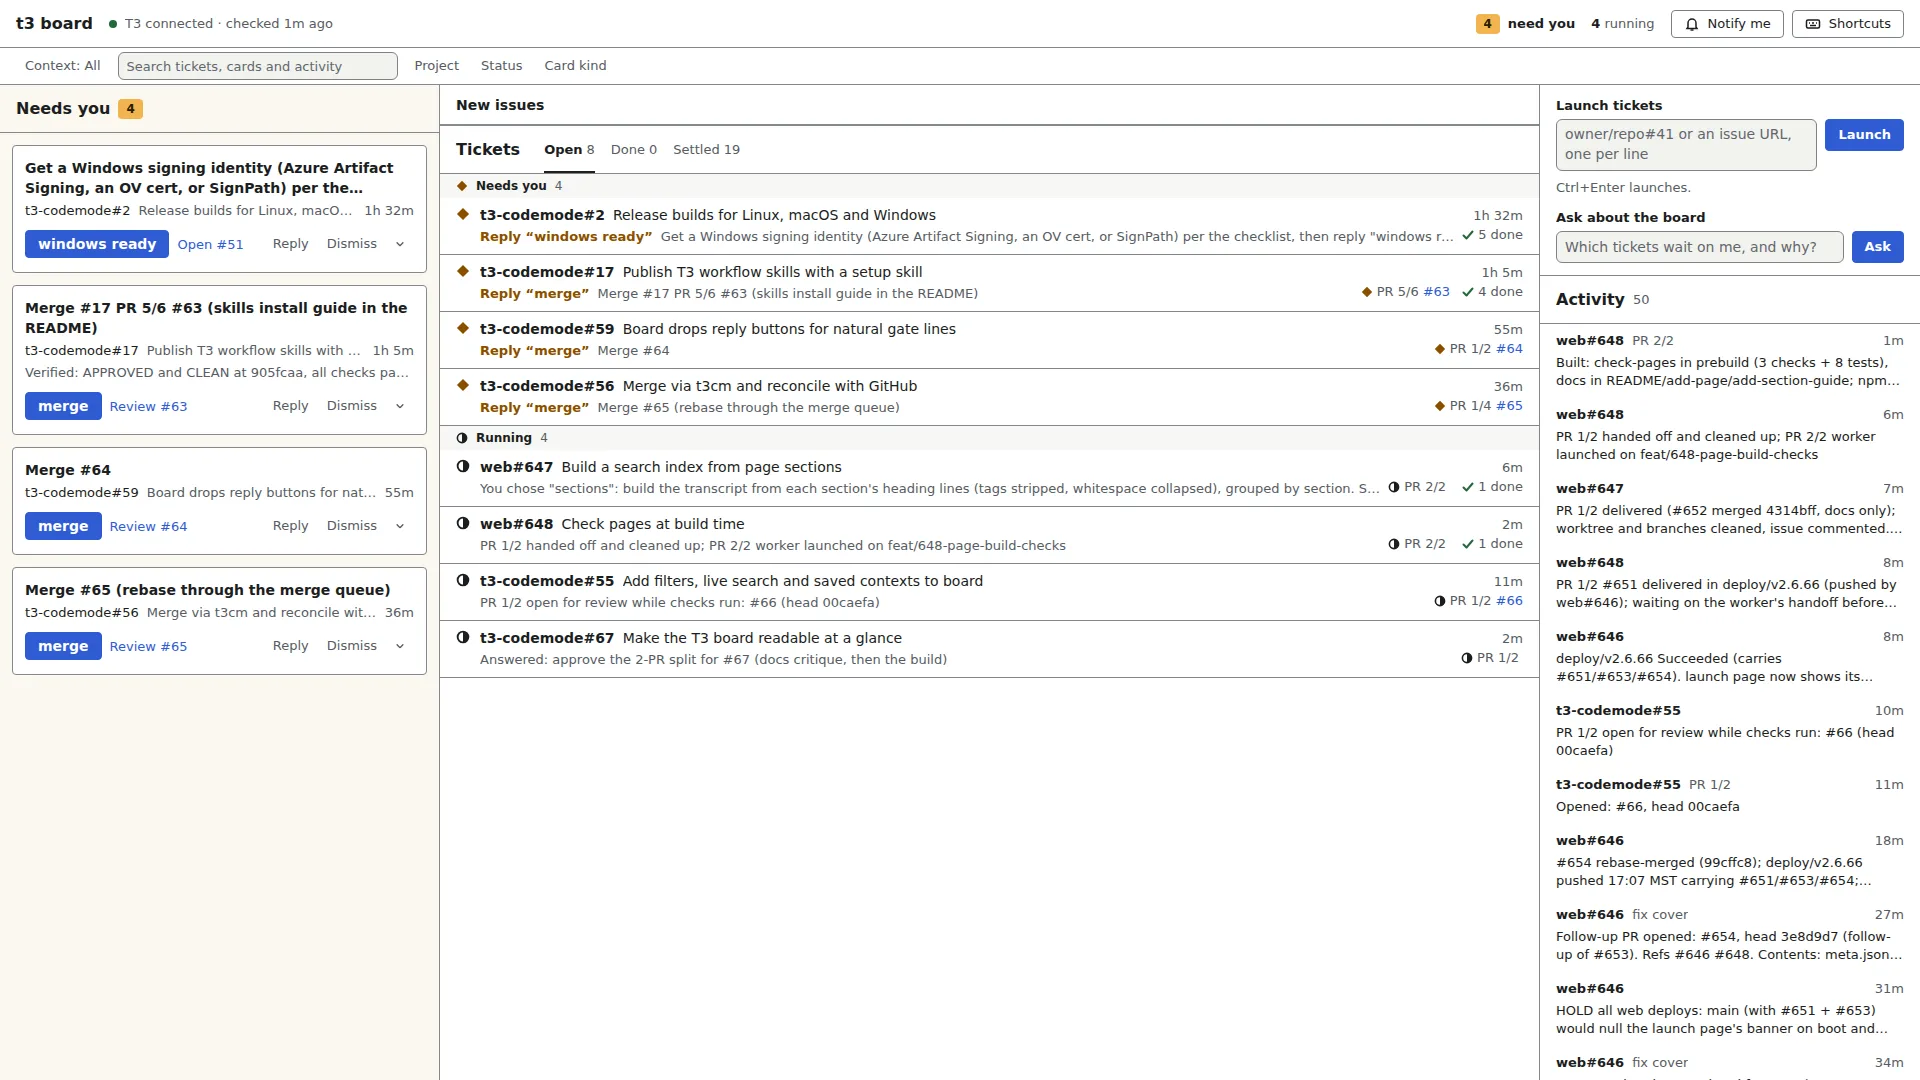 t3 board
T3 connected · checked 1m ago
4 need you
4 running
Notify me
Shortcuts
Context: All
Search tickets, cards and activity
Project
Status
Card kind
Needs you 4
Get a Windows signing identity (Azure Artifact
Signing, an OV cert, or SignPath) per the…
t3-codemode#2 Release builds for Linux, macO… 1h 32m
windows ready Open #51 Reply Dismiss
Merge #17 PR 5/6 #63 (skills install guide in the
README)
t3-codemode#17 Publish T3 workflow skills with … 1h 5m
Verified: APPROVED and CLEAN at 905fcaa, all checks pa…
merge Review #63 Reply Dismiss
Merge #64
t3-codemode#59 Board drops reply buttons for nat… 55m
merge Review #64 Reply Dismiss
Merge #65 (rebase through the merge queue)
t3-codemode#56 Merge via t3cm and reconcile wit… 36m
merge Review #65 Reply Dismiss
New issues
Tickets Open 8 Done 0 Settled 19
Needs you 4
t3-codemode#2 Release builds for Linux, macOS and Windows 1h 32m
Reply “windows ready” Get a Windows signing identity (Azure Artifact Signing, an OV cert, or SignPath) per the checklist, then reply "windows r… 5 done
t3-codemode#17 Publish T3 workflow skills with a setup skill 1h 5m
Reply “merge” Merge #17 PR 5/6 #63 (skills install guide in the README) PR 5/6 #63 4 done
t3-codemode#59 Board drops reply buttons for natural gate lines 55m
Reply “merge” Merge #64 PR 1/2 #64
t3-codemode#56 Merge via t3cm and reconcile with GitHub 36m
Reply “merge” Merge #65 (rebase through the merge queue) PR 1/4 #65
Running 4
web#647 Build a search index from page sections 6m
You chose "sections": build the transcript from each section's heading lines (tags stripped, whitespace collapsed), grouped by section. S… PR 2/2 1 done
web#648 Check pages at build time 2m
PR 1/2 handed off and cleaned up; PR 2/2 worker launched on feat/648-page-build-checks PR 2/2 1 done
t3-codemode#55 Add filters, live search and saved contexts to board 11m
PR 1/2 open for review while checks run: #66 (head 00caefa) PR 1/2 #66
t3-codemode#67 Make the T3 board readable at a glance 2m
Answered: approve the 2-PR split for #67 (docs critique, then the build) PR 1/2
Launch tickets
owner/repo#41 or an issue URL,
one per line
Launch
Ctrl+Enter launches.
Ask about the board
Which tickets wait on me, and why?
Ask
Activity 50
web#648 PR 2/2 1m
Built: check-pages in prebuild (3 checks + 8 tests),
docs in README/add-page/add-section-guide; npm…
web#648 6m
PR 1/2 handed off and cleaned up; PR 2/2 worker
launched on feat/648-page-build-checks
web#647 7m
PR 1/2 delivered (#652 merged 4314bff, docs only);
worktree and branches cleaned, issue commented.…
web#648 8m
PR 1/2 #651 delivered in deploy/v2.6.66 (pushed by
web#646); waiting on the worker's handoff before…
web#646 8m
deploy/v2.6.66 Succeeded (carries
#651/#653/#654). launch page now shows its…
t3-codemode#55 10m
PR 1/2 open for review while checks run: #66 (head
00caefa)
t3-codemode#55 PR 1/2 11m
Opened: #66, head 00caefa
web#646 18m
#654 rebase-merged (99cffc8); deploy/v2.6.66
pushed 17:07 MST carrying #651/#653/#654;…
web#646 fix cover 27m
Follow-up PR opened: #654, head 3e8d9d7 (follow-
up of #653). Refs #646 #648. Contents: meta.json…
web#646 31m
HOLD all web deploys: main (with #651 + #653)
would null the launch page's banner on boot and…
web#646 fix cover 34m